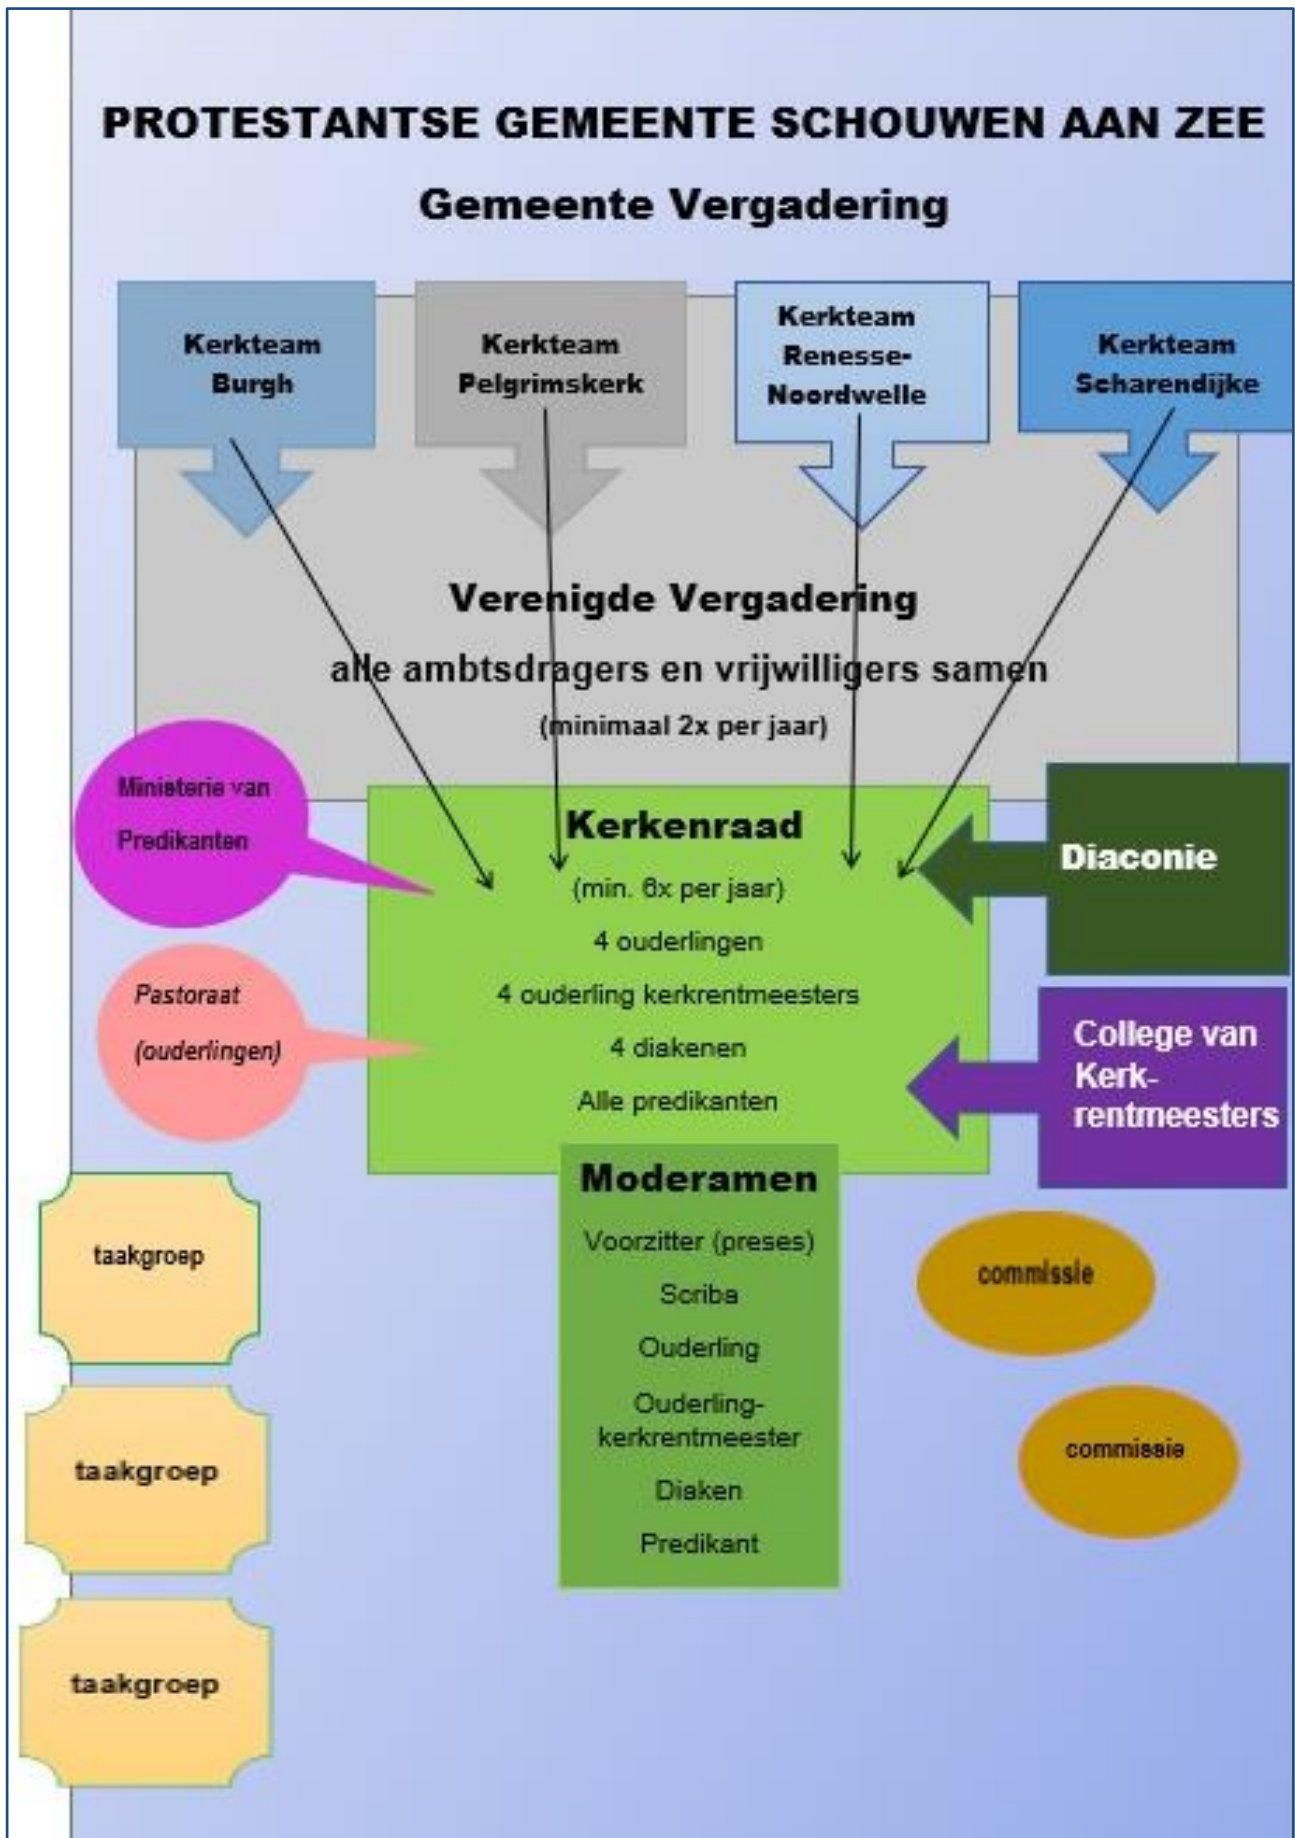 PROTESTANTSE GEMEENTE SCHOUWEN AAN ZEE
Gemeente Vergadering
Kerkteam
Burgh
Kerkteam
Pelgrimskerk
Kerkteam
Renesse-
Noordwelle
Kerkteam
Scharendijke
Verenigde Vergadering
alle ambtsdragers en vrijwilligers samen
(minimaal 2x per jaar)
Ministerie van
Predikanten
Kerkenraad
(min. 6x per jaar)
4 ouderlingen
4 ouderling kerkrentmeesters
4 diakenen
Alle predikanten
Diaconie
Pastoraat
(ouderlingen)
College van
Kerk-
rentmeesters
Moderamen
Voorzitter (preses)
Scriba
Ouderling
Ouderling-
kerkrentmeester
Diaken
Predikant
taakgroep
taakgroep
taakgroep
commissie
commissie